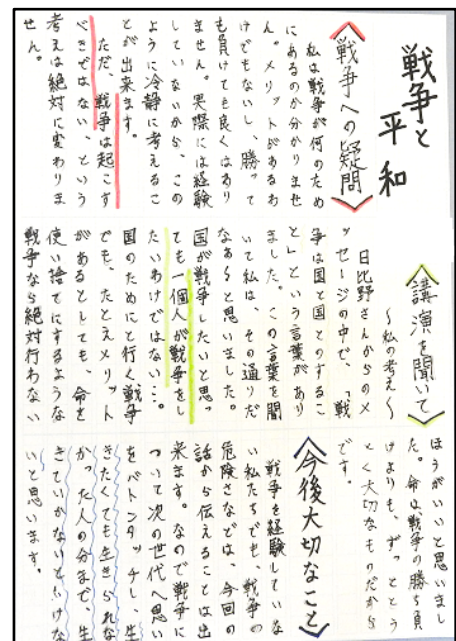 戦争と
平和
《戦争への疑問》
私は戦争が何のため
にあるのか分かりませ
ん。メリットがあるわ
けでもないし、勝って
も負けても良くはあり
ません。実際には経験
していないから、この
ように冷静に考えるこ
とが出来ます。
ただ、戦争は起こす
べきではない、という
考えは絶対に変わりま
せん。
《講演を聞いて》
〜私の考え〜
日比野さんからのメ
ッセージの中で、「戦
争は国と国とのするこ
と」という言葉があり
ました。この言葉を聞
いて私は、その通りだ
なあと思いました。
国が戦争したいと思っ
ても一個人が戦争をし
たいわけではない…。
国のためにと行く戦争
でも、たとえメリット
があるとしても、命を
使い捨てにするような
戦争なら絶対行わない
ほうがいいと思いまし
た。命は、戦争の勝ち負
けよりも、ずっととう
とく大切なものだから
です。
《今後大切なこと》
戦争を経験していな
い私たちでも、戦争の
危険さなどは、今回の
話から伝えることは出
来ます。なので戦争に
ついて次の世代へ思い
をバトンタッチし、生
きたくても生きられな
かった人の分まで、生
きていかないといけな
いと思います。